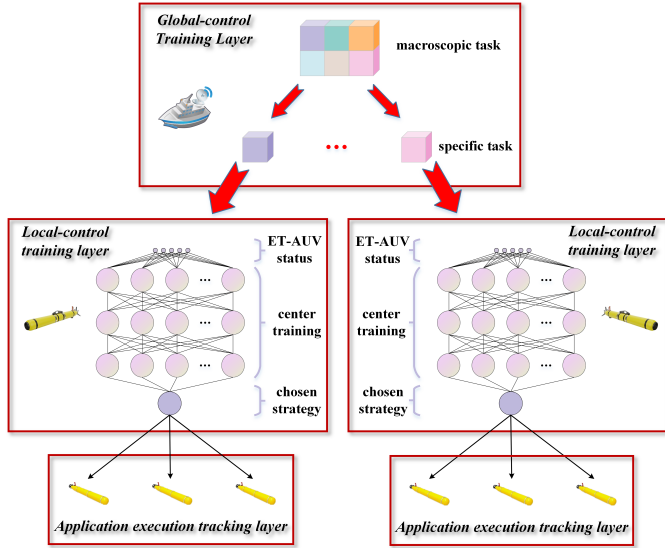 Global-control
Training Layer
macroscopic task
specific task
Local-control
training layer
ET-AUV
status
center
training
chosen
strategy
Application execution tracking layer
Local-control
training layer
ET-AUV
status
center
training
chosen
strategy
Application execution tracking layer